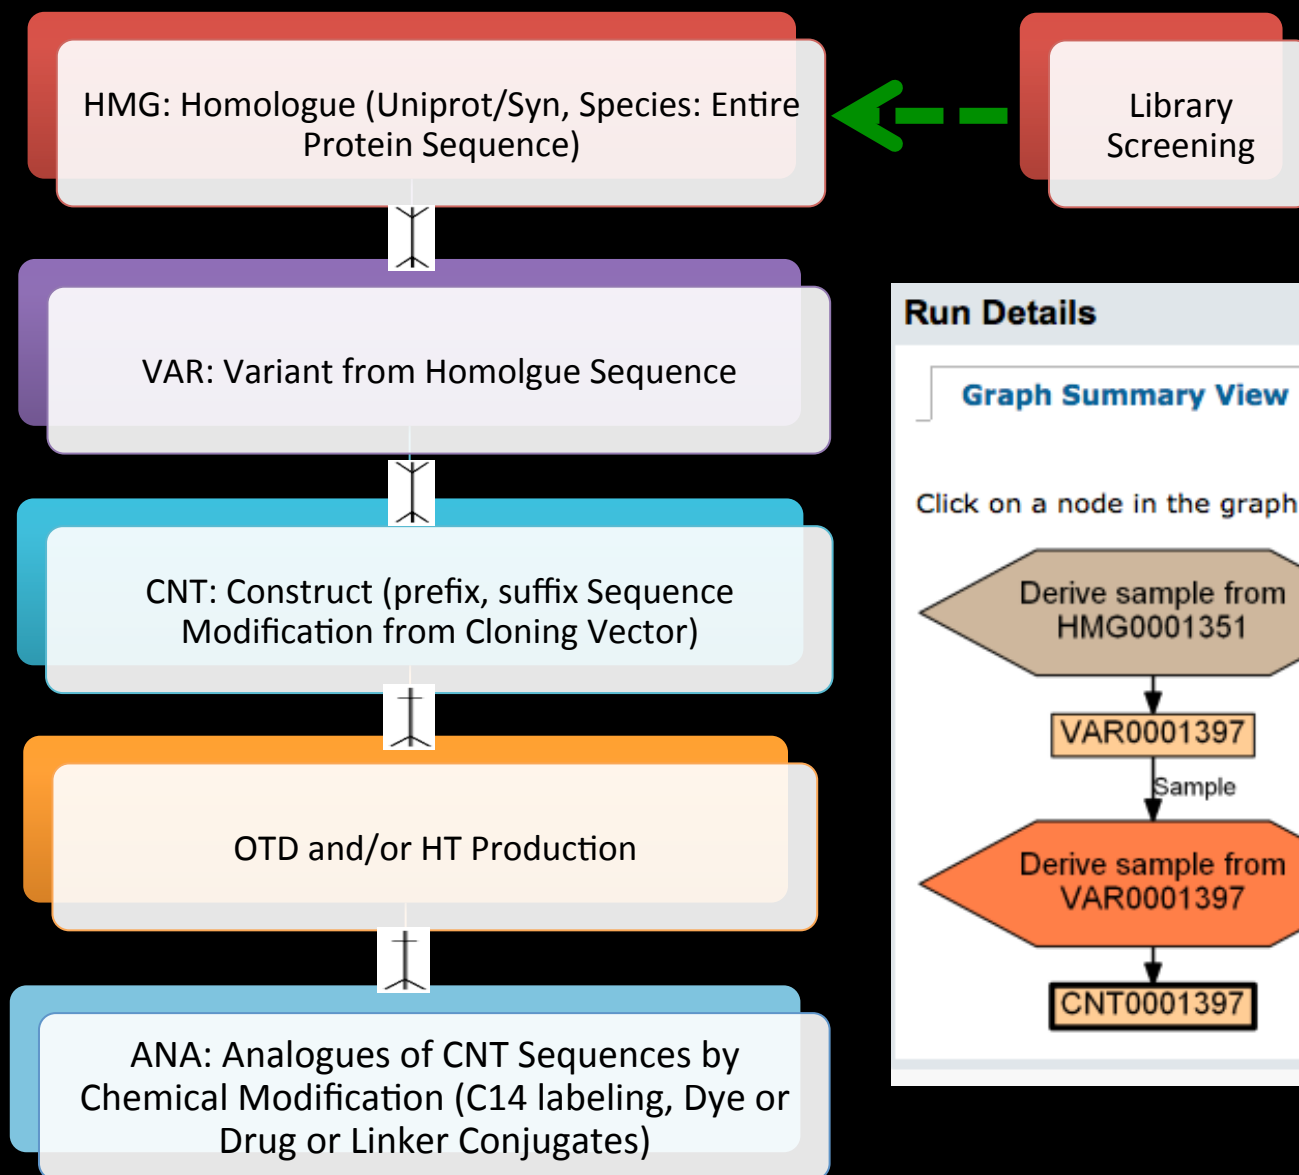 HMG: Homologue (Uniprot/Syn, Species: Entire
Protein Sequence)
Library
Screening
VAR: Variant from Homolgue Sequence
CNT: Construct (prefix, suffix Sequence
Modification from Cloning Vector)
OTD and/or HT Production
ANA: Analogues of CNT Sequences by
Chemical Modification (C14 labeling, Dye or
Drug or Linker Conjugates)
Run Details
Graph Summary View
Click on a node in the graph
Derive sample from
HMG0001351
VAR0001397
Sample
Derive sample from
VAR0001397
CNT0001397